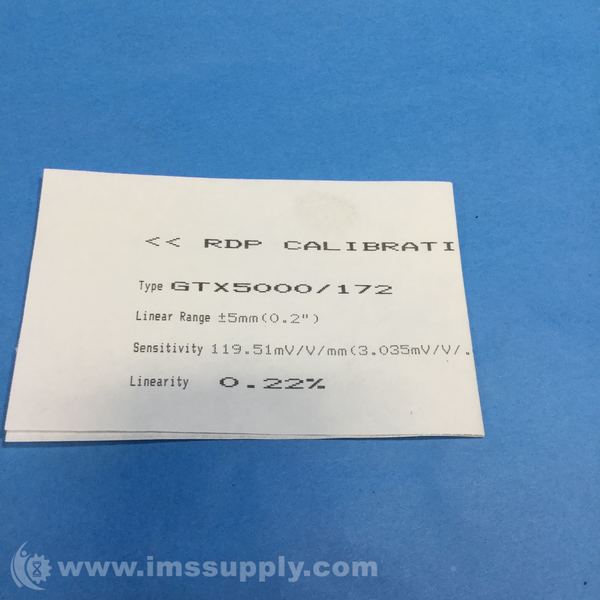 << RDP CALIBRATI
Type GTX5000/172
Linear Range ±5mm(0.2")
Sensitivity 119.51mV/V/mm(3.035mV/V/.
Linearity 0.22%
www.imssupply.com